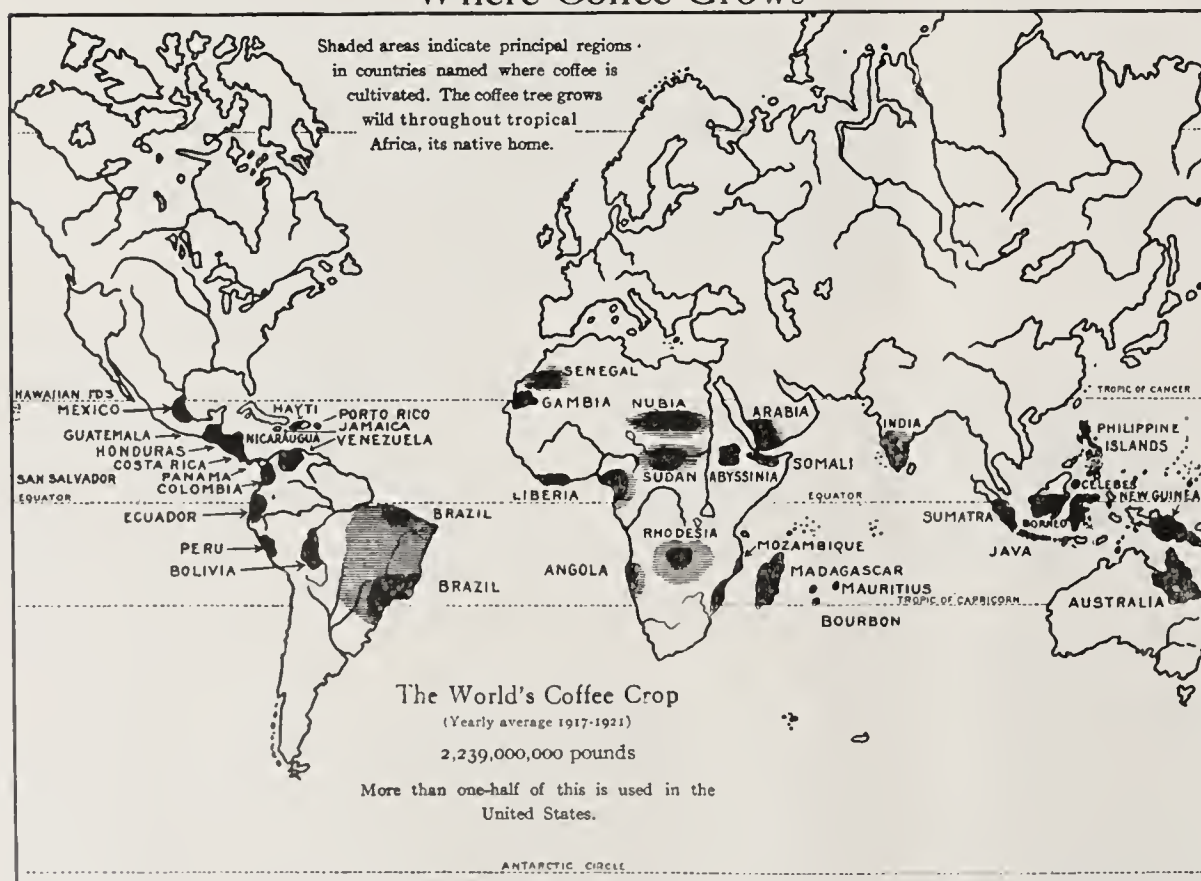 Where Coffee Grows
Shaded areas indicate principal regions
in countries named where coffee is
cultivated. The coffee tree grows
wild throughout tropical
Africa, its native home.
HAWAIIAN IDS
MEXICO
GUATEMALA
HONDURAS
COSTA RICA
SAN SALVADOR
PANAMA
COLOMBIA
EQUATOR
ECUADOR
PERU
BOLIVIA
HAYTI
PORTO RICO
JAMAICA
NICARAUGUA
VENEZUELA
BRAZIL
BRAZIL
SENEGAL
GAMBIA
NUBIA
ARABIA
LIBERIA
SUDAN
ABYSSINIA
SOMALI
EQUATOR
RHODESIA
ANGOLA
MOZAMBIQUE
MADAGASCAR
MAURITIUS
TROPIC OF CAPRICORN
BOURBON
INDIA
TROPIC OF CANCER
PHILIPPINE
ISLANDS
CELEBES
NEW GUINEA
SUMATRA
BORNEO
JAVA
AUSTRALIA
The World's Coffee Crop
(Yearly average 1917-1921)
2,239,000,000 pounds
More than one-half of this is used in the
United States.
ANTARCTIC CIRCLE